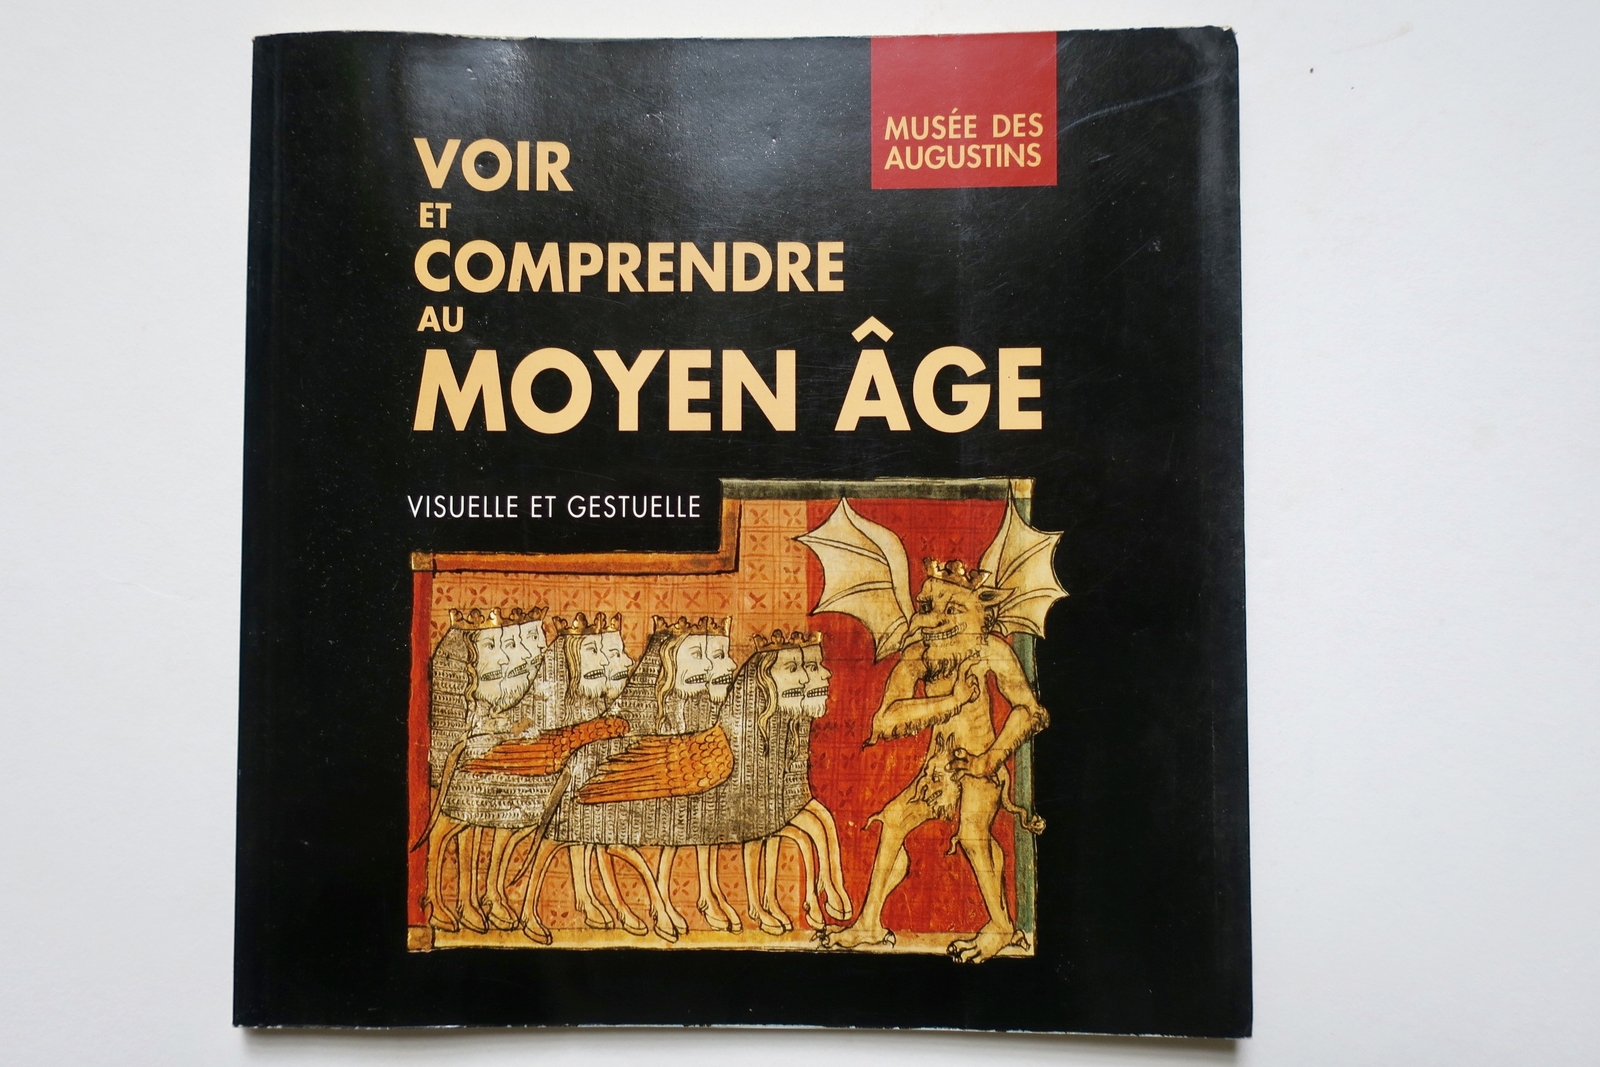 MUSÉE DES
AUGUSTINS
VOIR
ET
COMPRENDRE
AU
MOYEN ÂGE
VISUELLE ET GESTUELLE